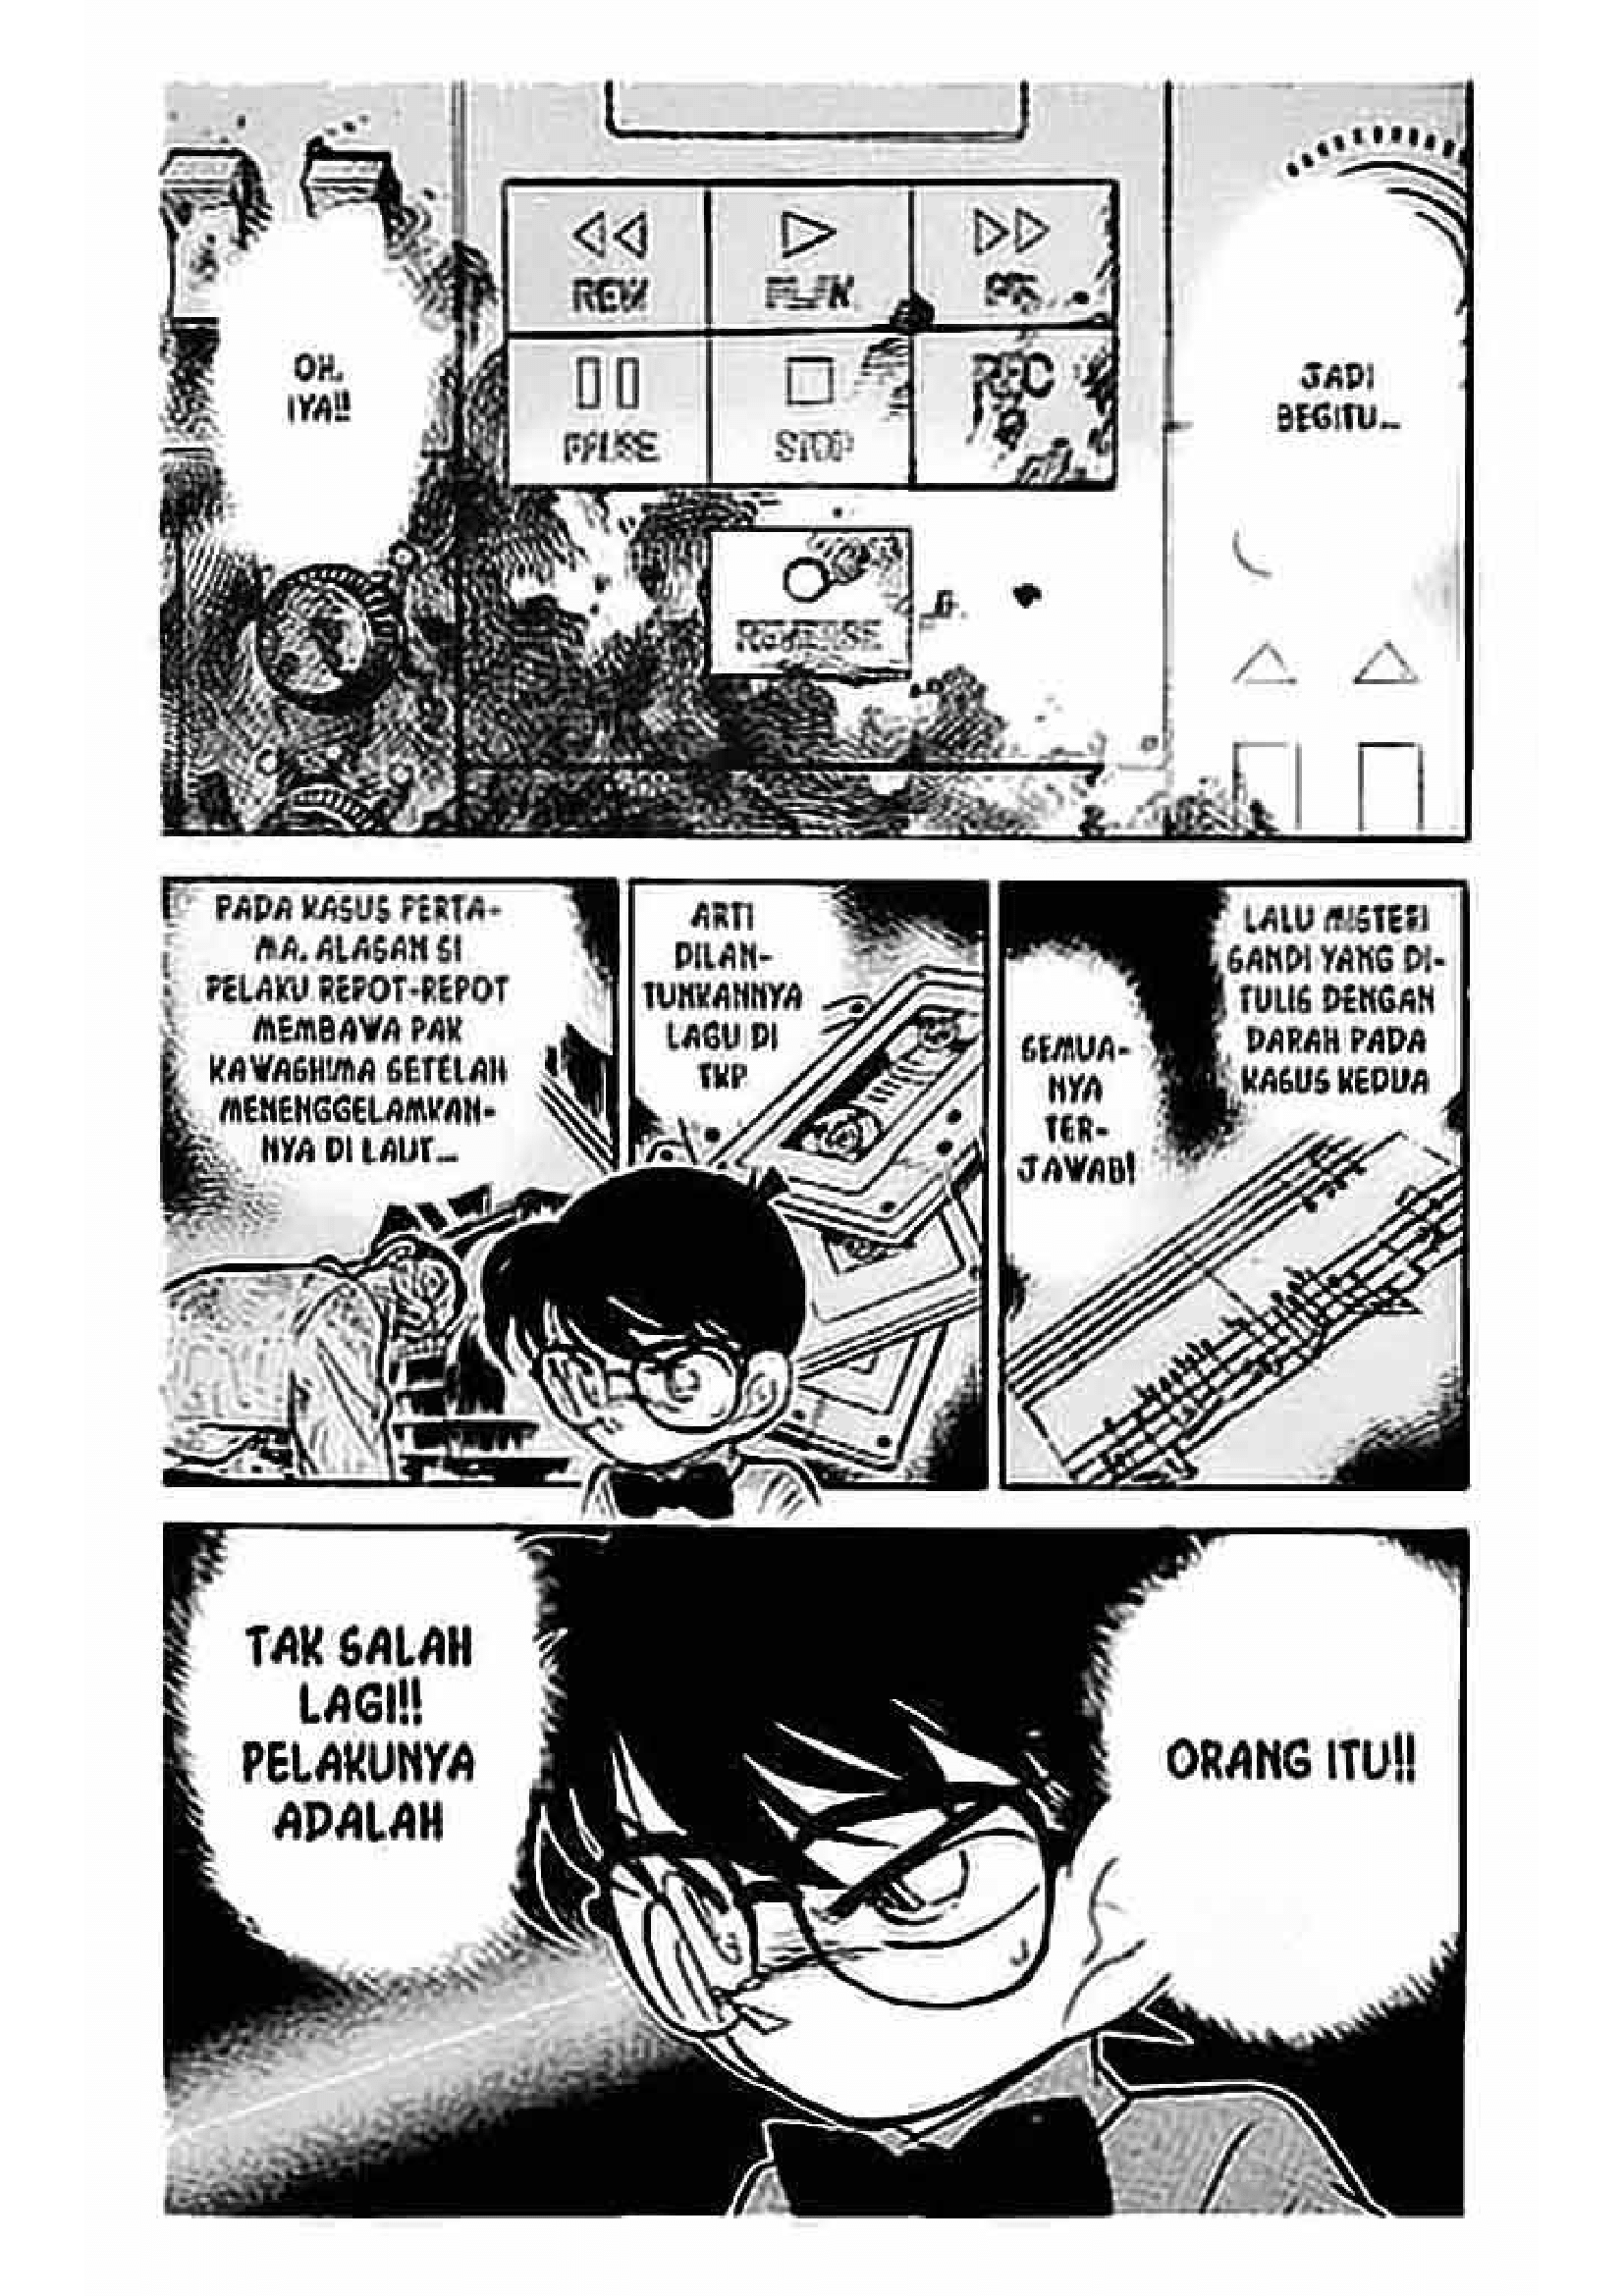 OH,
IYA!!
REW
PLAY
FF
PAUSE
STOP
REC
REVERSE
JADI
BEGITU...
PADA KASUS PERTA-
MA, ALASAN SI
PELAKU REPOT-REPOT
MEMBAWA PAK
KAWASHIMA SETELAH
MENENGGELAMKAN-
NYA DI LAUT...
ARTI
DILAN-
TUNKANNYA
LAGU DI
TKP
SEMUA-
NYA
TER-
JAWAB!
LALU MISTERI
SANDI YANG DI-
TULIS DENGAN
DARAH PADA
KASUS KEDUA
TAK SALAH
LAGI!!
PELAKUNYA
ADALAH
ORANG ITU!!